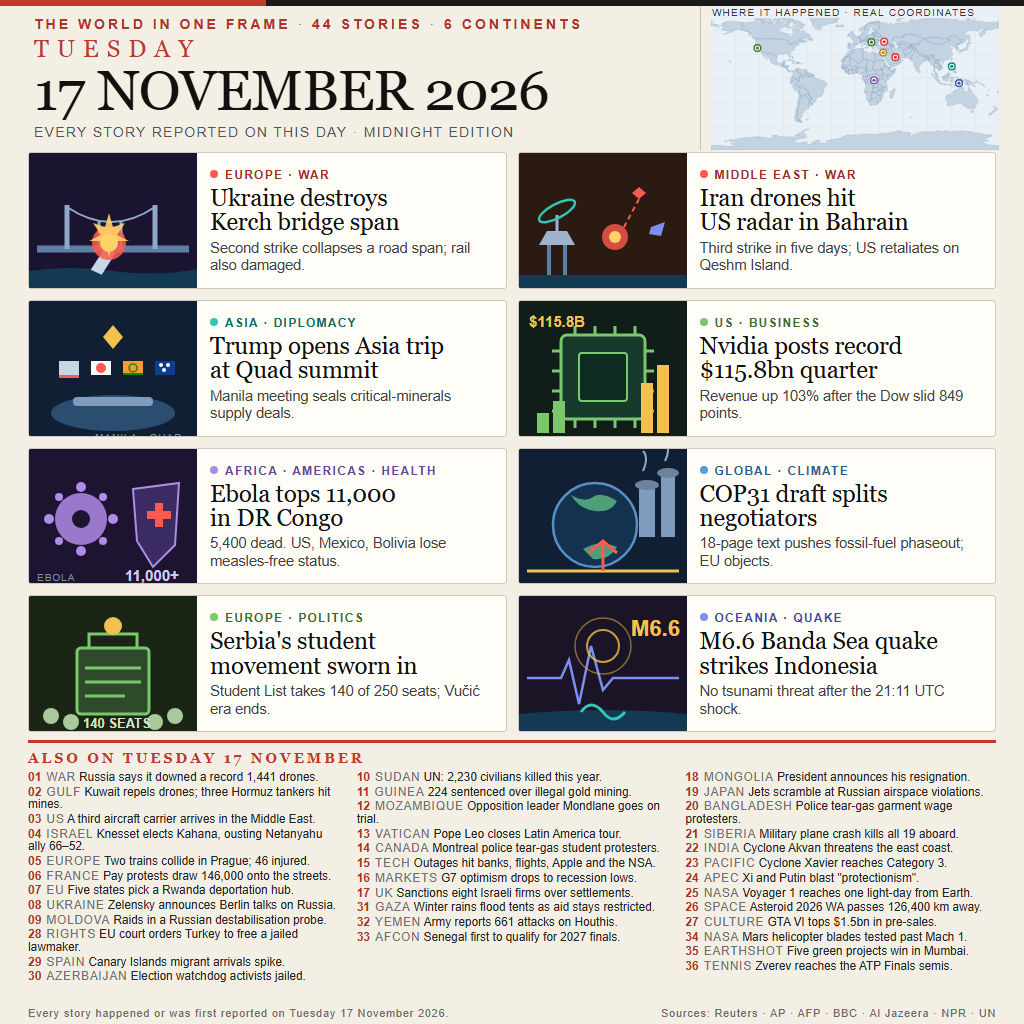 THE WORLD IN ONE FRAME · 44 STORIES · 6 CONTINENTS
TUESDAY
17 NOVEMBER 2026
EVERY STORY REPORTED ON THIS DAY · MIDNIGHT EDITION
WHERE IT HAPPENED · REAL COORDINATES
EUROPE · WAR
Ukraine destroys
Kerch bridge span
Second strike collapses a road span; rail
also damaged.
MIDDLE EAST · WAR
Iran drones hit
US radar in Bahrain
Third strike in five days; US retaliates on
Qeshm Island.
ASIA · DIPLOMACY
Trump opens Asia trip
at Quad summit
Manila meeting seals critical-minerals
supply deals.
MANILA · QUAD
$115.8B
US · BUSINESS
Nvidia posts record
$115.8bn quarter
Revenue up 103% after the Dow slid 849
points.
EBOLA
11,000+
AFRICA · AMERICAS · HEALTH
Ebola tops 11,000
in DR Congo
5,400 dead. US, Mexico, Bolivia lose
measles-free status.
GLOBAL · CLIMATE
COP31 draft splits
negotiators
18-page text pushes fossil-fuel phaseout;
EU objects.
140 SEATS
EUROPE · POLITICS
Serbia's student
movement sworn in
Student List takes 140 of 250 seats; Vučić
era ends.
M6.6
OCEANIA · QUAKE
M6.6 Banda Sea quake
strikes Indonesia
No tsunami threat after the 21:11 UTC
shock.
ALSO ON TUESDAY 17 NOVEMBER
01 WAR Russia says it downed a record 1,441 drones.
02 GULF Kuwait repels drones; three Hormuz tankers hit
mines.
03 US A third aircraft carrier arrives in the Middle East.
04 ISRAEL Knesset elects Kahana, ousting Netanyahu
ally 66–52.
05 EUROPE Two trains collide in Prague; 46 injured.
06 FRANCE Pay protests draw 146,000 onto the streets.
07 EU Five states pick a Rwanda deportation hub.
08 UKRAINE Zelensky announces Berlin talks on Russia.
09 MOLDOVA Raids in a Russian destabilisation probe.
28 RIGHTS EU court orders Turkey to free a jailed
lawmaker.
29 SPAIN Canary Islands migrant arrivals spike.
30 AZERBAIJAN Election watchdog activists jailed.
10 SUDAN UN: 2,230 civilians killed this year.
11 GUINEA 224 sentenced over illegal gold mining.
12 MOZAMBIQUE Opposition leader Mondlane goes on
trial.
13 VATICAN Pope Leo closes Latin America tour.
14 CANADA Montreal police tear-gas student protesters.
15 TECH Outages hit banks, flights, Apple and the NSA.
16 MARKETS G7 optimism drops to recession lows.
17 UK Sanctions eight Israeli firms over settlements.
31 GAZA Winter rains flood tents as aid stays restricted.
32 YEMEN Army reports 661 attacks on Houthis.
33 AFCON Senegal first to qualify for 2027 finals.
18 MONGOLIA President announces his resignation.
19 JAPAN Jets scramble at Russian airspace violations.
20 BANGLADESH Police tear-gas garment wage
protesters.
21 SIBERIA Military plane crash kills all 19 aboard.
22 INDIA Cyclone Akvan threatens the east coast.
23 PACIFIC Cyclone Xavier reaches Category 3.
24 APEC Xi and Putin blast "protectionism".
25 NASA Voyager 1 reaches one light-day from Earth.
26 SPACE Asteroid 2026 WA passes 126,400 km away.
27 CULTURE GTA VI tops $1.5bn in pre-sales.
34 NASA Mars helicopter blades tested past Mach 1.
35 EARTHSHOT Five green projects win in Mumbai.
36 TENNIS Zverev reaches the ATP Finals semis.
Every story happened or was first reported on Tuesday 17 November 2026.
Sources: Reuters · AP · AFP · BBC · Al Jazeera · NPR · UN